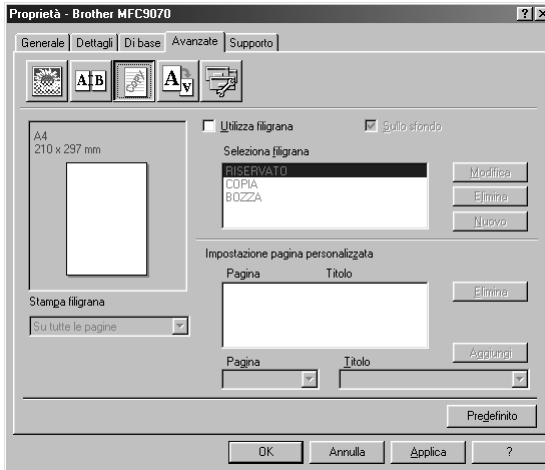 Proprietà - Brother MFC9070
Generale Dettagli Di base Avanzate Supporto
A4
210 x 297 mm
Stampa filigrana
Su tutte le pagine
Utilizza filigrana
Sullo sfondo
Seleziona filigrana
RISERVATO
COPIA
BOZZA
Modifica
Elimina
Nuovo
Impostazione pagina personalizzata
Pagina Titolo
Elimina
Aggiungi
Pagina Titolo
Predefinito
OK Annulla Applica ?